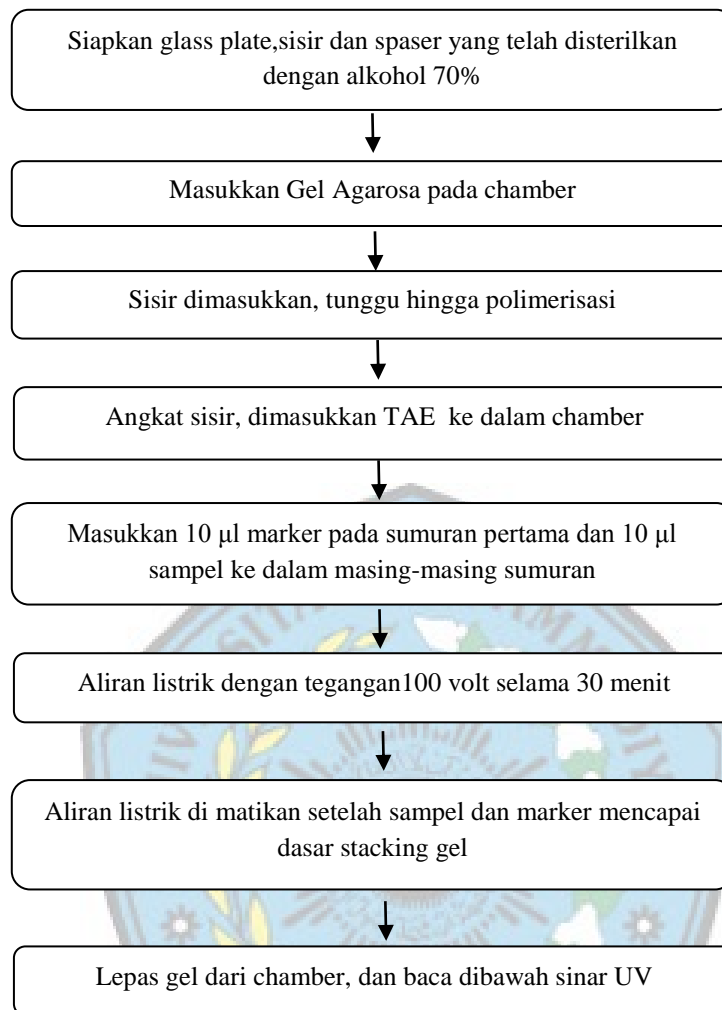 Siapkan glass plate,sisir dan spaser yang telah disterilkan
dengan alkohol 70%
Masukkan Gel Agarosa pada chamber
Sisir dimasukkan, tunggu hingga polimerisasi
Angkat sisir, dimasukkan TAE ke dalam chamber
Masukkan 10 μl marker pada sumuran pertama dan 10 μl
sampel ke dalam masing-masing sumuran
Aliran listrik dengan tegangan100 volt selama 30 menit
Aliran listrik di matikan setelah sampel dan marker mencapai
dasar stacking gel
Lepas gel dari chamber, dan baca dibawah sinar UV